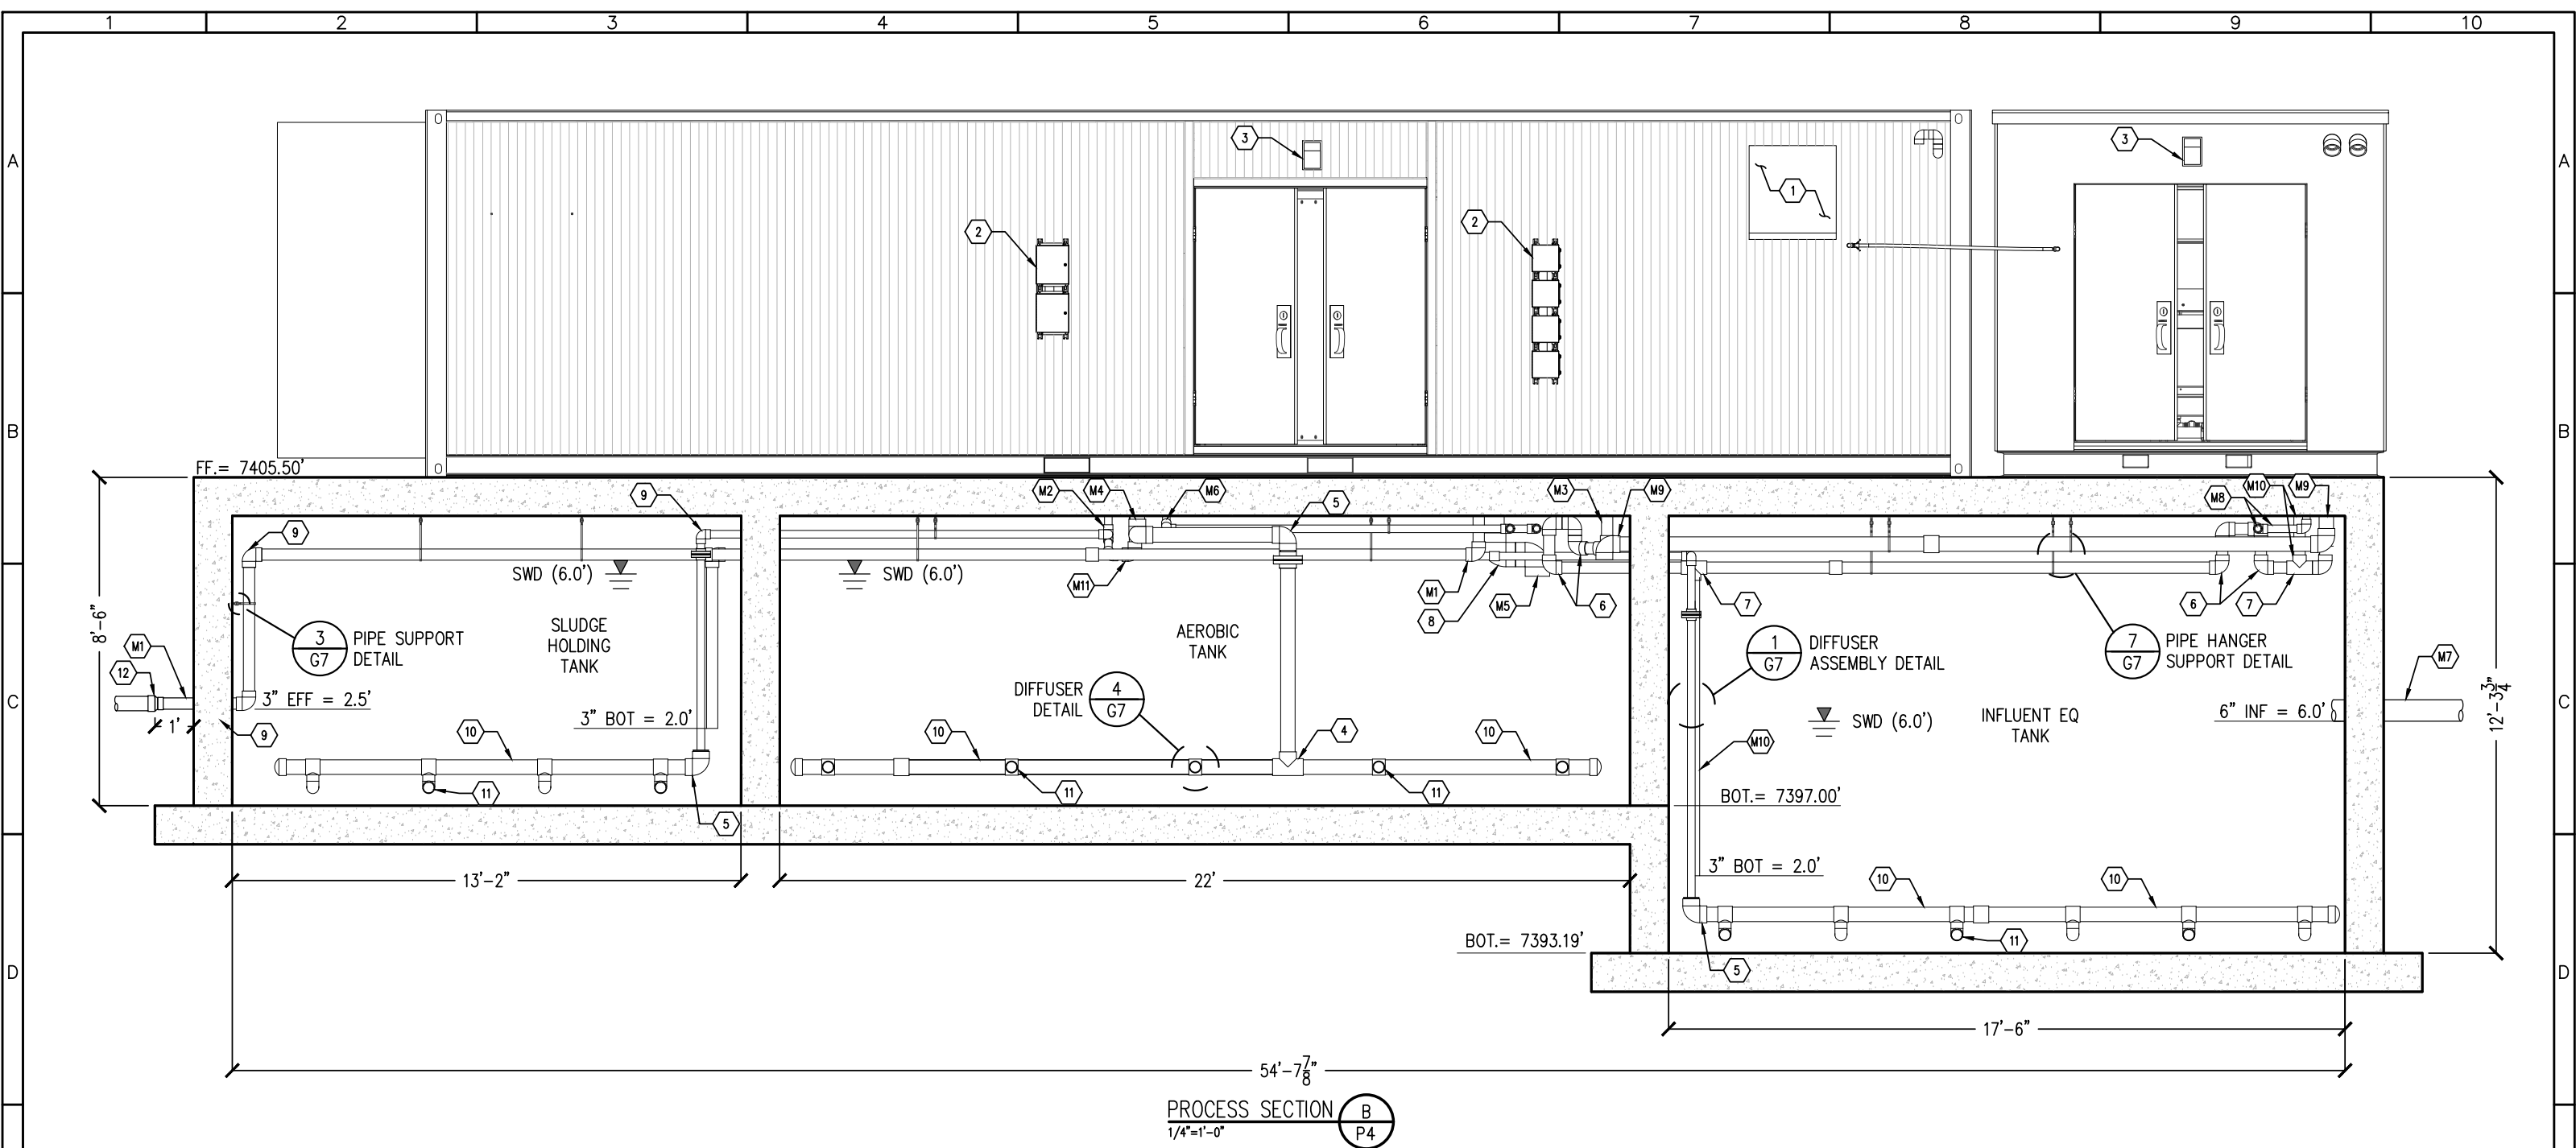 1 2 3 4 5 6 7 8 9 10
A A
3 3
1
2 2
B B
FF.= 7405.50'
9 M2 M4 M6 5 M3 M9 M8 M10 M9
9
SWD (6.0') SWD (6.0')
M11 M1 8 M5 6 7 6 7
8'-6"
12'-3 3/4"
3
G7
PIPE SUPPORT
DETAIL
SLUDGE
HOLDING
TANK
AEROBIC
TANK
1
G7
DIFFUSER
ASSEMBLY DETAIL
7
G7
PIPE HANGER
SUPPORT DETAIL
M1
12
M7
C C
3" EFF = 2.5'
1'
9
3" BOT = 2.0'
DIFFUSER
DETAIL
4
G7
SWD (6.0')
INFLUENT EQ
TANK
6" INF = 6.0'
10 10 4 10 M10
11 11 11
BOT.= 7397.00'
5
13'-2"
22'
3" BOT = 2.0'
10 10
BOT.= 7393.19'
11
5
D D
17'-6"
54'-7 7/8"
PROCESS SECTION
1/4"=1'-0"
B
P4